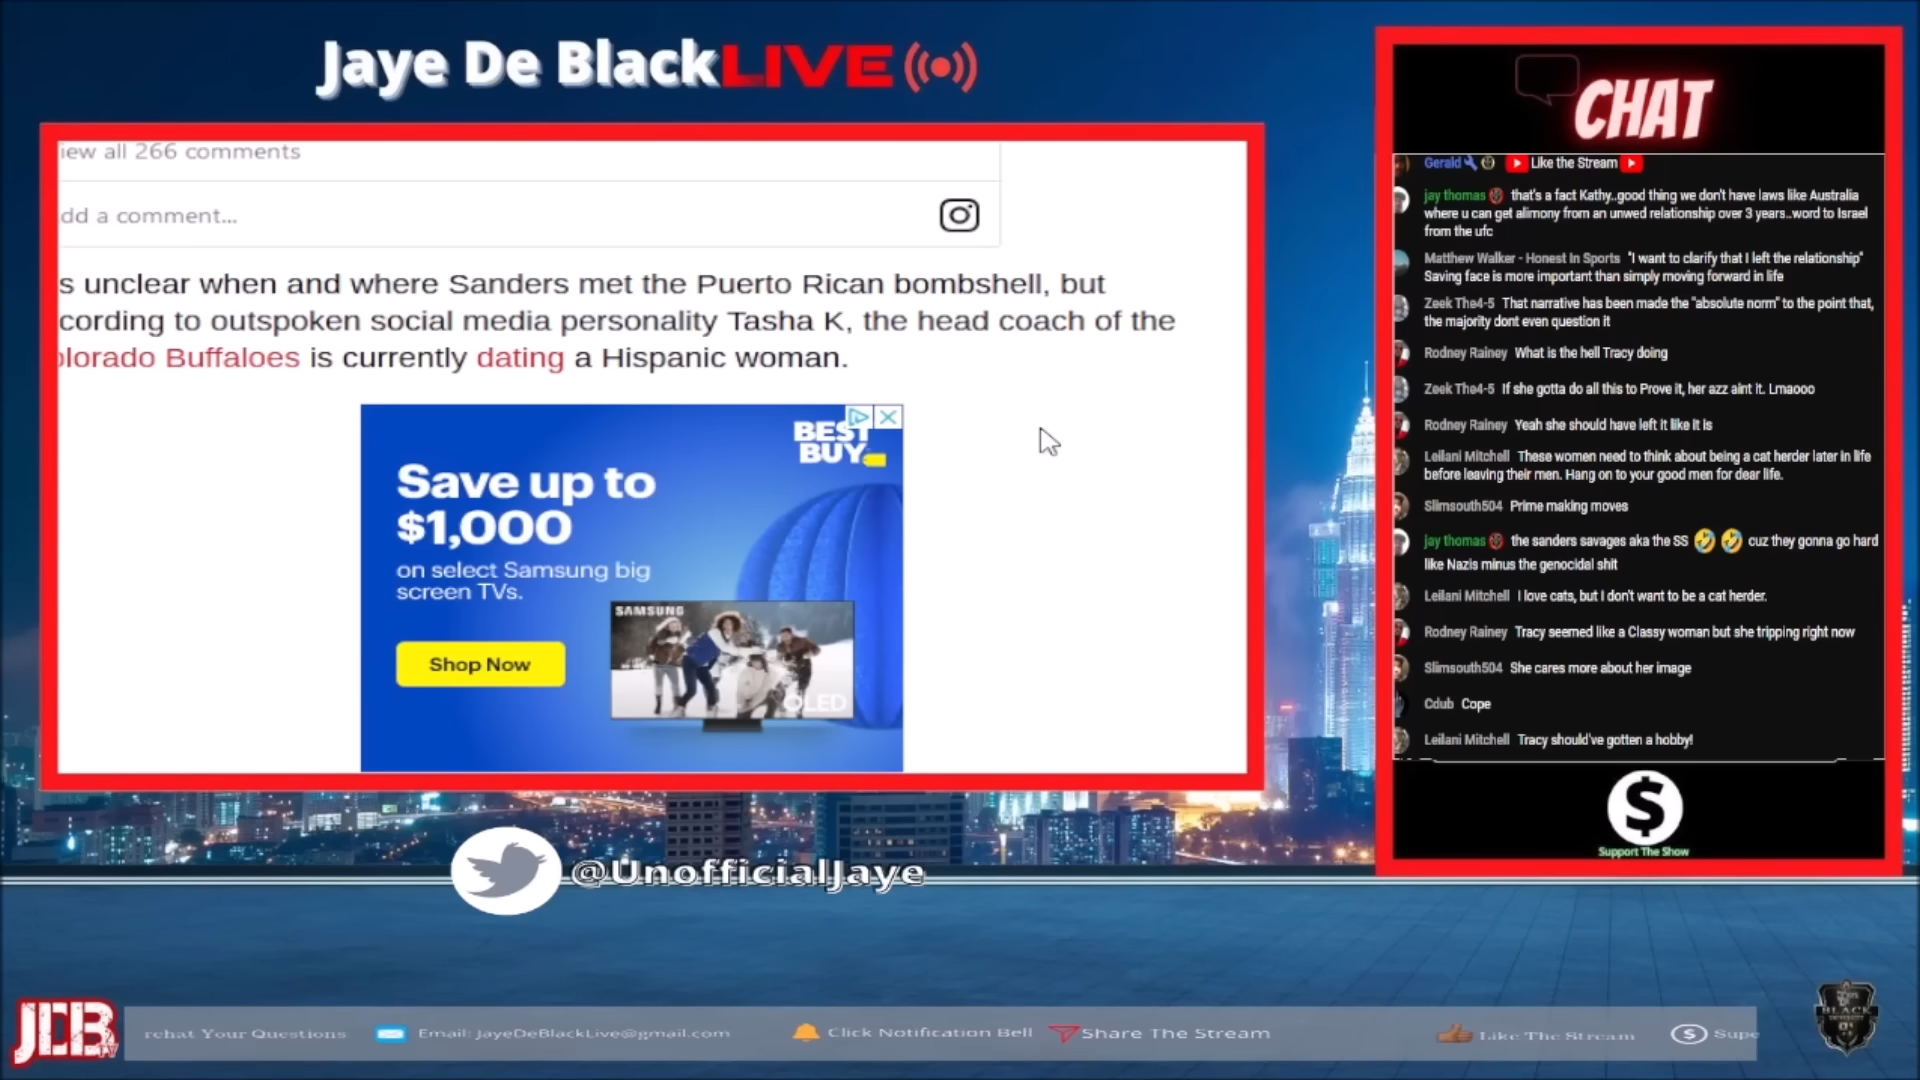 Jaye De Black LIVE
iew all 266 comments
dd a comment...
s unclear when and where Sanders met the Puerto Rican bombshell, but
cording to outspoken social media personality Tasha K, the head coach of the
olorado Buffaloes is currently dating a Hispanic woman.
BEST
BUY
Save up to
$1,000
on select Samsung big
screen TVs.
Shop Now
SAMSUNG
OLED
@UnofficialJaye
CHAT
Gerald Like the Stream
jay thomas that's a fact Kathy..good thing we don't have laws like Australia
where u can get alimony from an unwed relationship over 3 years..word to Israel
from the ufc
Matthew Walker - Honest In Sports "I want to clarify that I left the relationship"
Saving face is more important than simply moving forward in life
Zeek The4-5 That narrative has been made the "absolute norm" to the point that,
the majority dont even question it
Rodney Rainey What is the hell Tracy doing
Zeek The4-5 If she gotta do all this to Prove it, her azz aint it. Lmaooo
Rodney Rainey Yeah she should have left it like it is
Leilani Mitchell These women need to think about being a cat herder later in life
before leaving their men. Hang on to your good men for dear life.
Slimsouth504 Prime making moves
jay thomas the sanders savages aka the SS 🤣 🤣 cuz they gonna go hard
like Nazis minus the genocidal shit
Leilani Mitchell I love cats, but I don't want to be a cat herder.
Rodney Rainey Tracy seemed like a Classy woman but she tripping right now
Slimsouth504 She cares more about her image
Cdub Cope
Leilani Mitchell Tracy should've gotten a hobby!
$
Support The Show
JDB TV
rchat Your Questions Email: JayeDeBlackLive@gmail.com Click Notification Bell Share The Stream Like The Stream $ Supe
BLACK